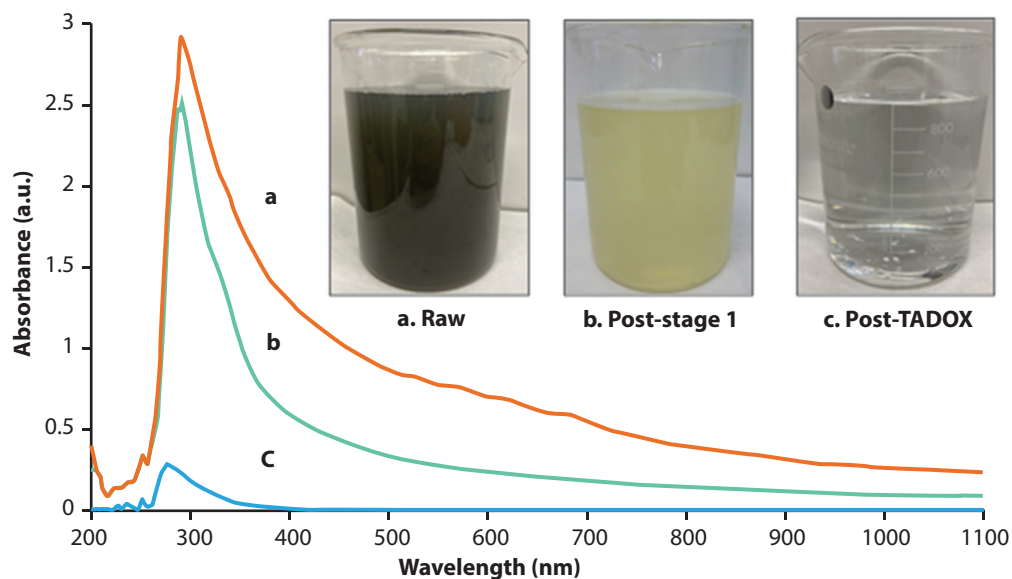 3
2.5
2
1.5
1
0.5
0
Absorbance (a.u.)
a
b
C
800
600
a. Raw
b. Post-stage 1
c. Post-TADOX
200 300 400 500 600 700 800 900 1000 1100
Wavelength (nm)